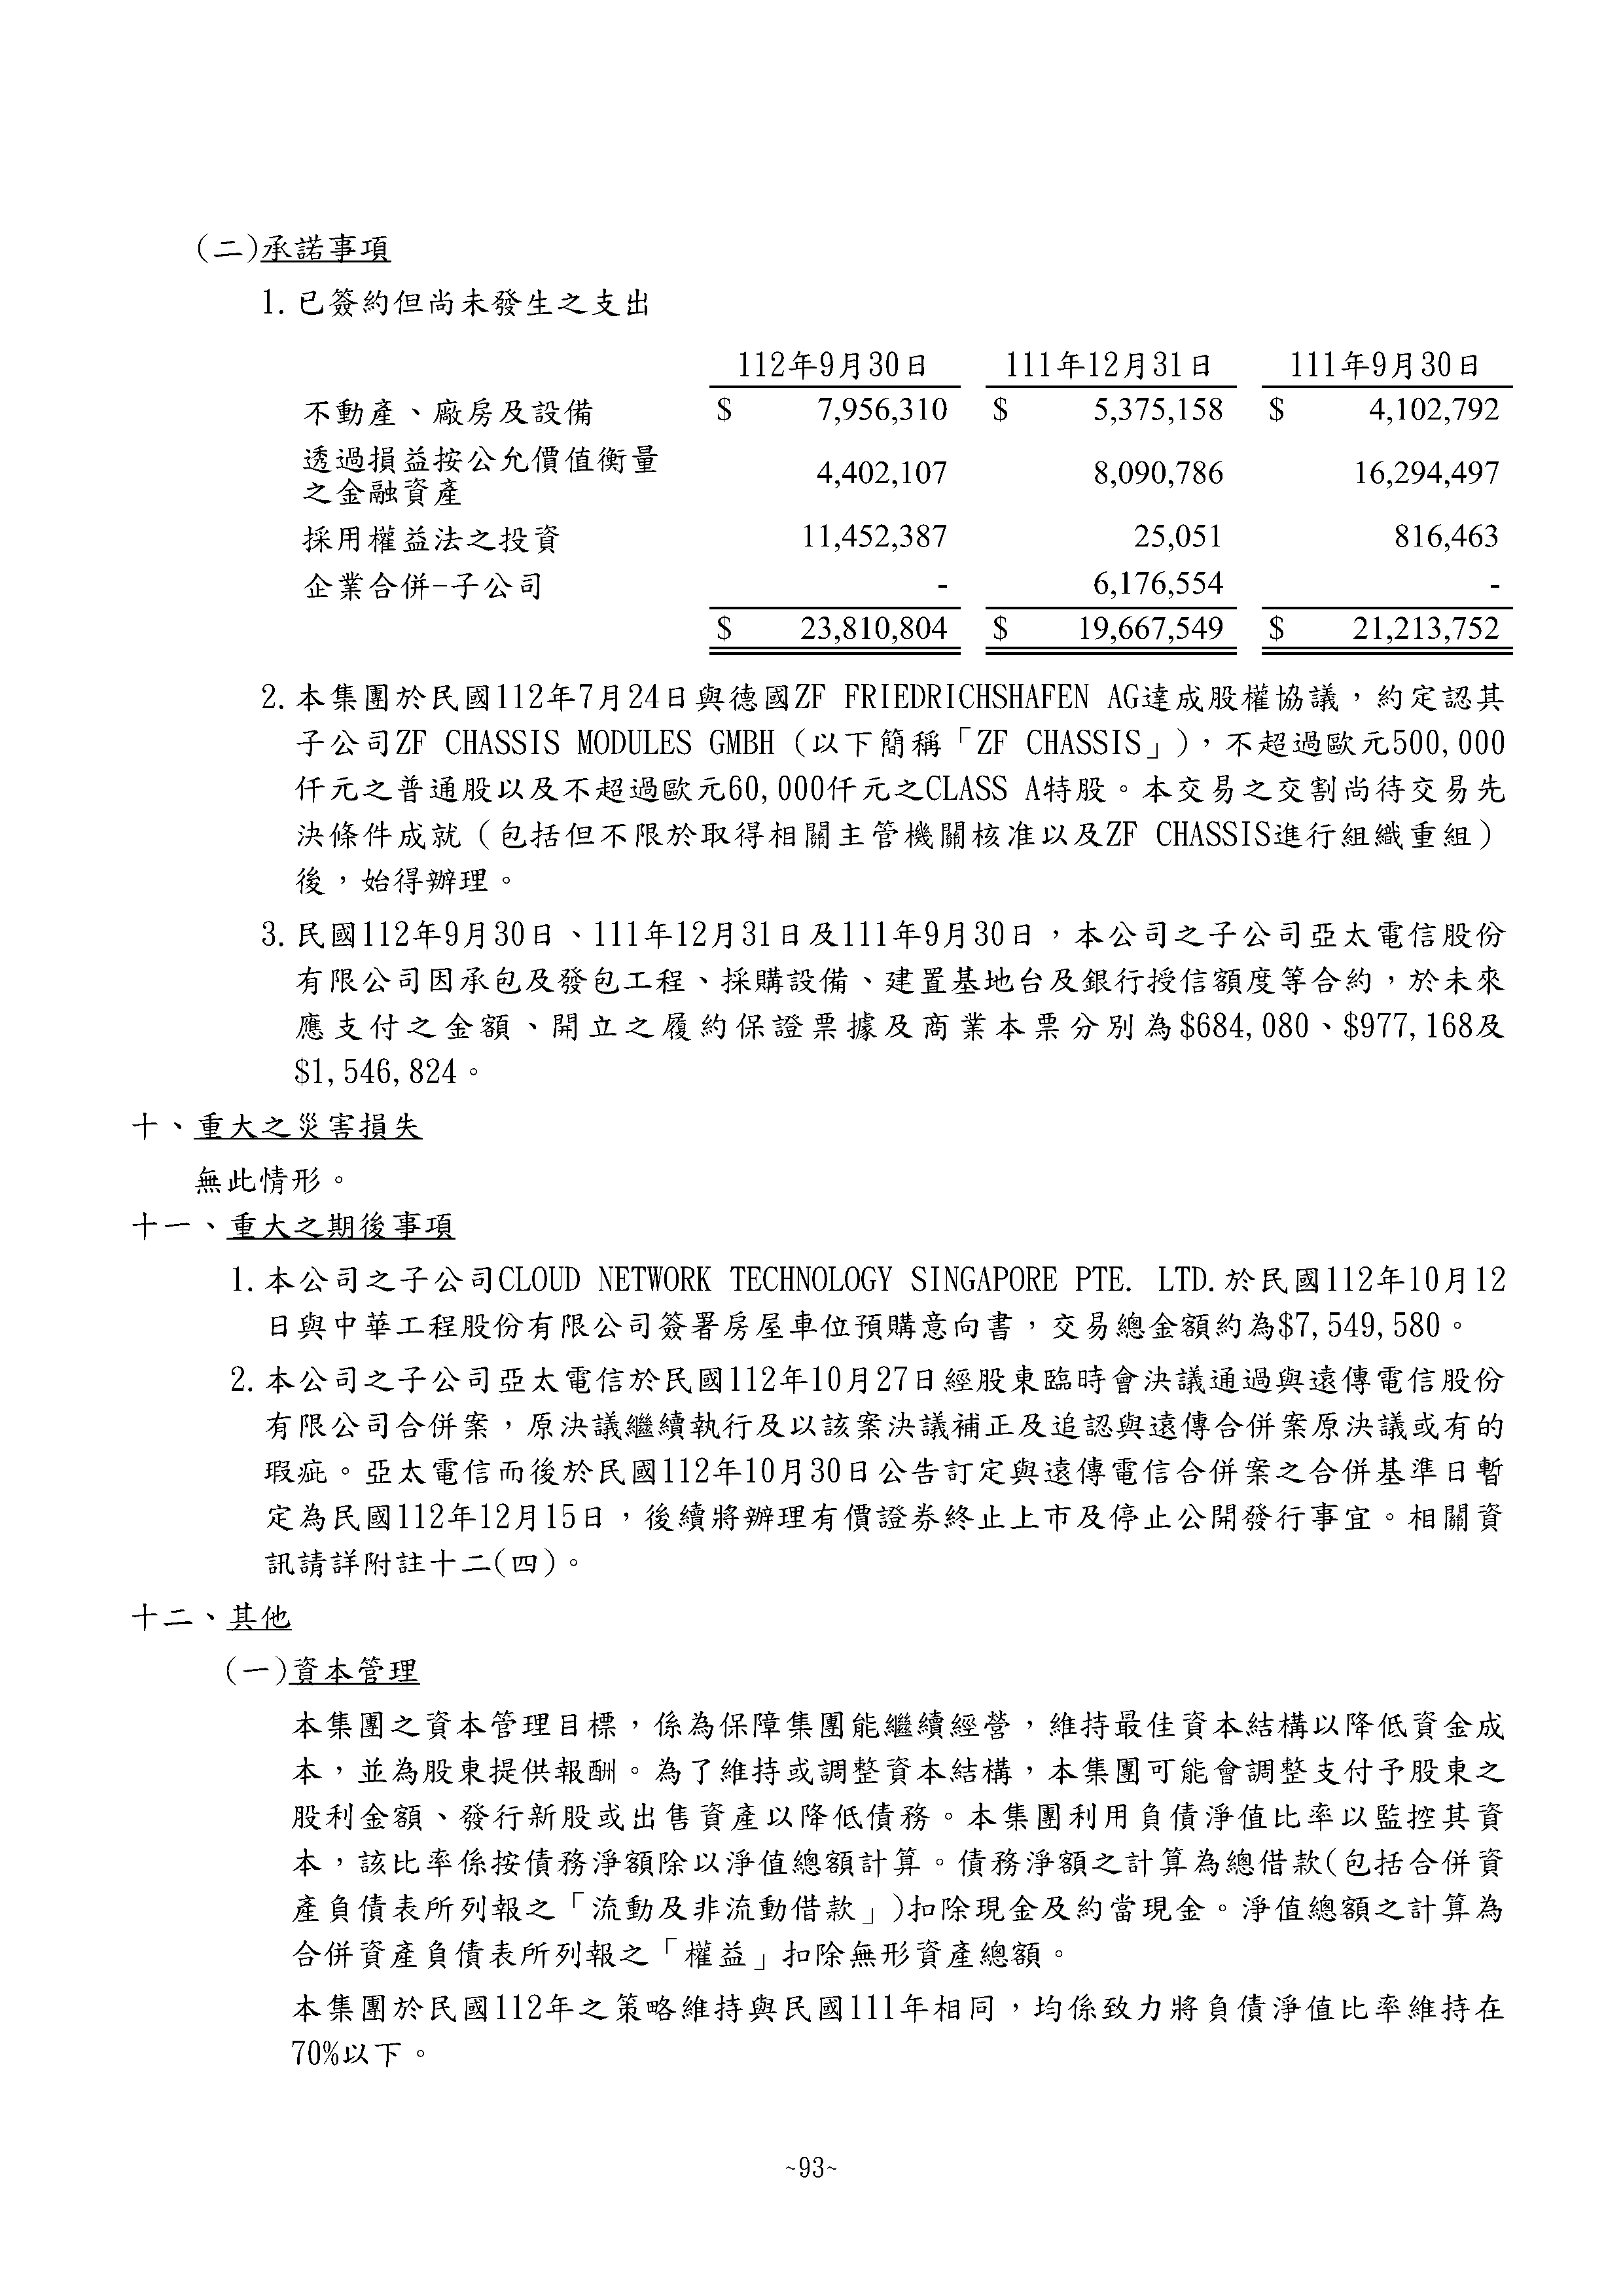 (二)承諾事項
1. 已簽約但尚未發生之支出
112年9月30日 111年12月31日 111年9月30日
不動產、廠房及設備 $ 7,956,310 $ 5,375,158 $ 4,102,792
透過損益按公允價值衡量
之金融資產 4,402,107 8,090,786 16,294,497
採用權益法之投資 11,452,387 25,051 816,463
企業合併-子公司 - 6,176,554 -
$ 23,810,804 $ 19,667,549 $ 21,213,752
2. 本集團於民國112年7月24日與德國ZF FRIEDRICHSHAFEN AG達成股權協議，約定認其
子公司ZF CHASSIS MODULES GMBH（以下簡稱「ZF CHASSIS」），不超過歐元500,000
仟元之普通股以及不超過歐元60,000仟元之CLASS A特股。本交易之交割尚待交易先
決條件成就（包括但不限於取得相關主管機關核准以及ZF CHASSIS進行組織重組）
後，始得辦理。
3. 民國112年9月30日、111年12月31日及111年9月30日，本公司之子公司亞太電信股份
有限公司因承包及發包工程、採購設備、建置基地台及銀行授信額度等合約，於未來
應支付之金額、開立之履約保證票據及商業本票分別為$684,080、$977,168及
$1,546,824。
十、重大之災害損失
無此情形。
十一、重大之期後事項
1. 本公司之子公司CLOUD NETWORK TECHNOLOGY SINGAPORE PTE. LTD.於民國112年10月12
日與中華工程股份有限公司簽署房屋車位預購意向書，交易總金額約為$7,549,580。
2. 本公司之子公司亞太電信於民國112年10月27日經股東臨時會決議通過與遠傳電信股份
有限公司合併案，原決議繼續執行及以該案決議補正及追認與遠傳合併案原決議或有的
瑕疵。亞太電信而後於民國112年10月30日公告訂定與遠傳電信合併案之合併基準日暫
定為民國112年12月15日，後續將辦理有價證券終止上市及停止公開發行事宜。相關資
訊請詳附註十二(四)。
十二、其他
(一)資本管理
本集團之資本管理目標，係為保障集團能繼續經營，維持最佳資本結構以降低資金成
本，並為股東提供報酬。為了維持或調整資本結構，本集團可能會調整支付予股東之
股利金額、發行新股或出售資產以降低債務。本集團利用負債淨值比率以監控其資
本，該比率係按債務淨額除以淨值總額計算。債務淨額之計算為總借款(包括合併資
產負債表所列報之「流動及非流動借款」)扣除現金及約當現金。淨值總額之計算為
合併資產負債表所列報之「權益」扣除無形資產總額。
本集團於民國112年之策略維持與民國111年相同，均係致力將負債淨值比率維持在
70%以下。
~93~